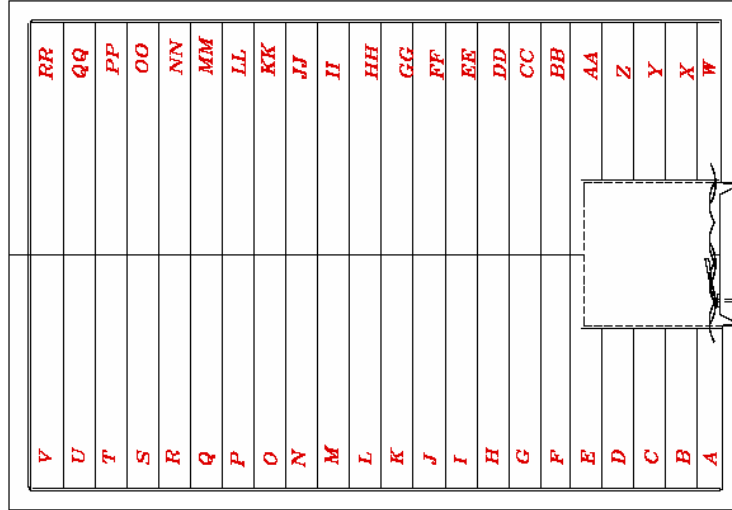 RR QQ PP OO NN MM LL KK JJ II HH GG FF EE DD CC BB AA Z Y X W
V U T S R Q P O N M L K J I H G F E D C B A